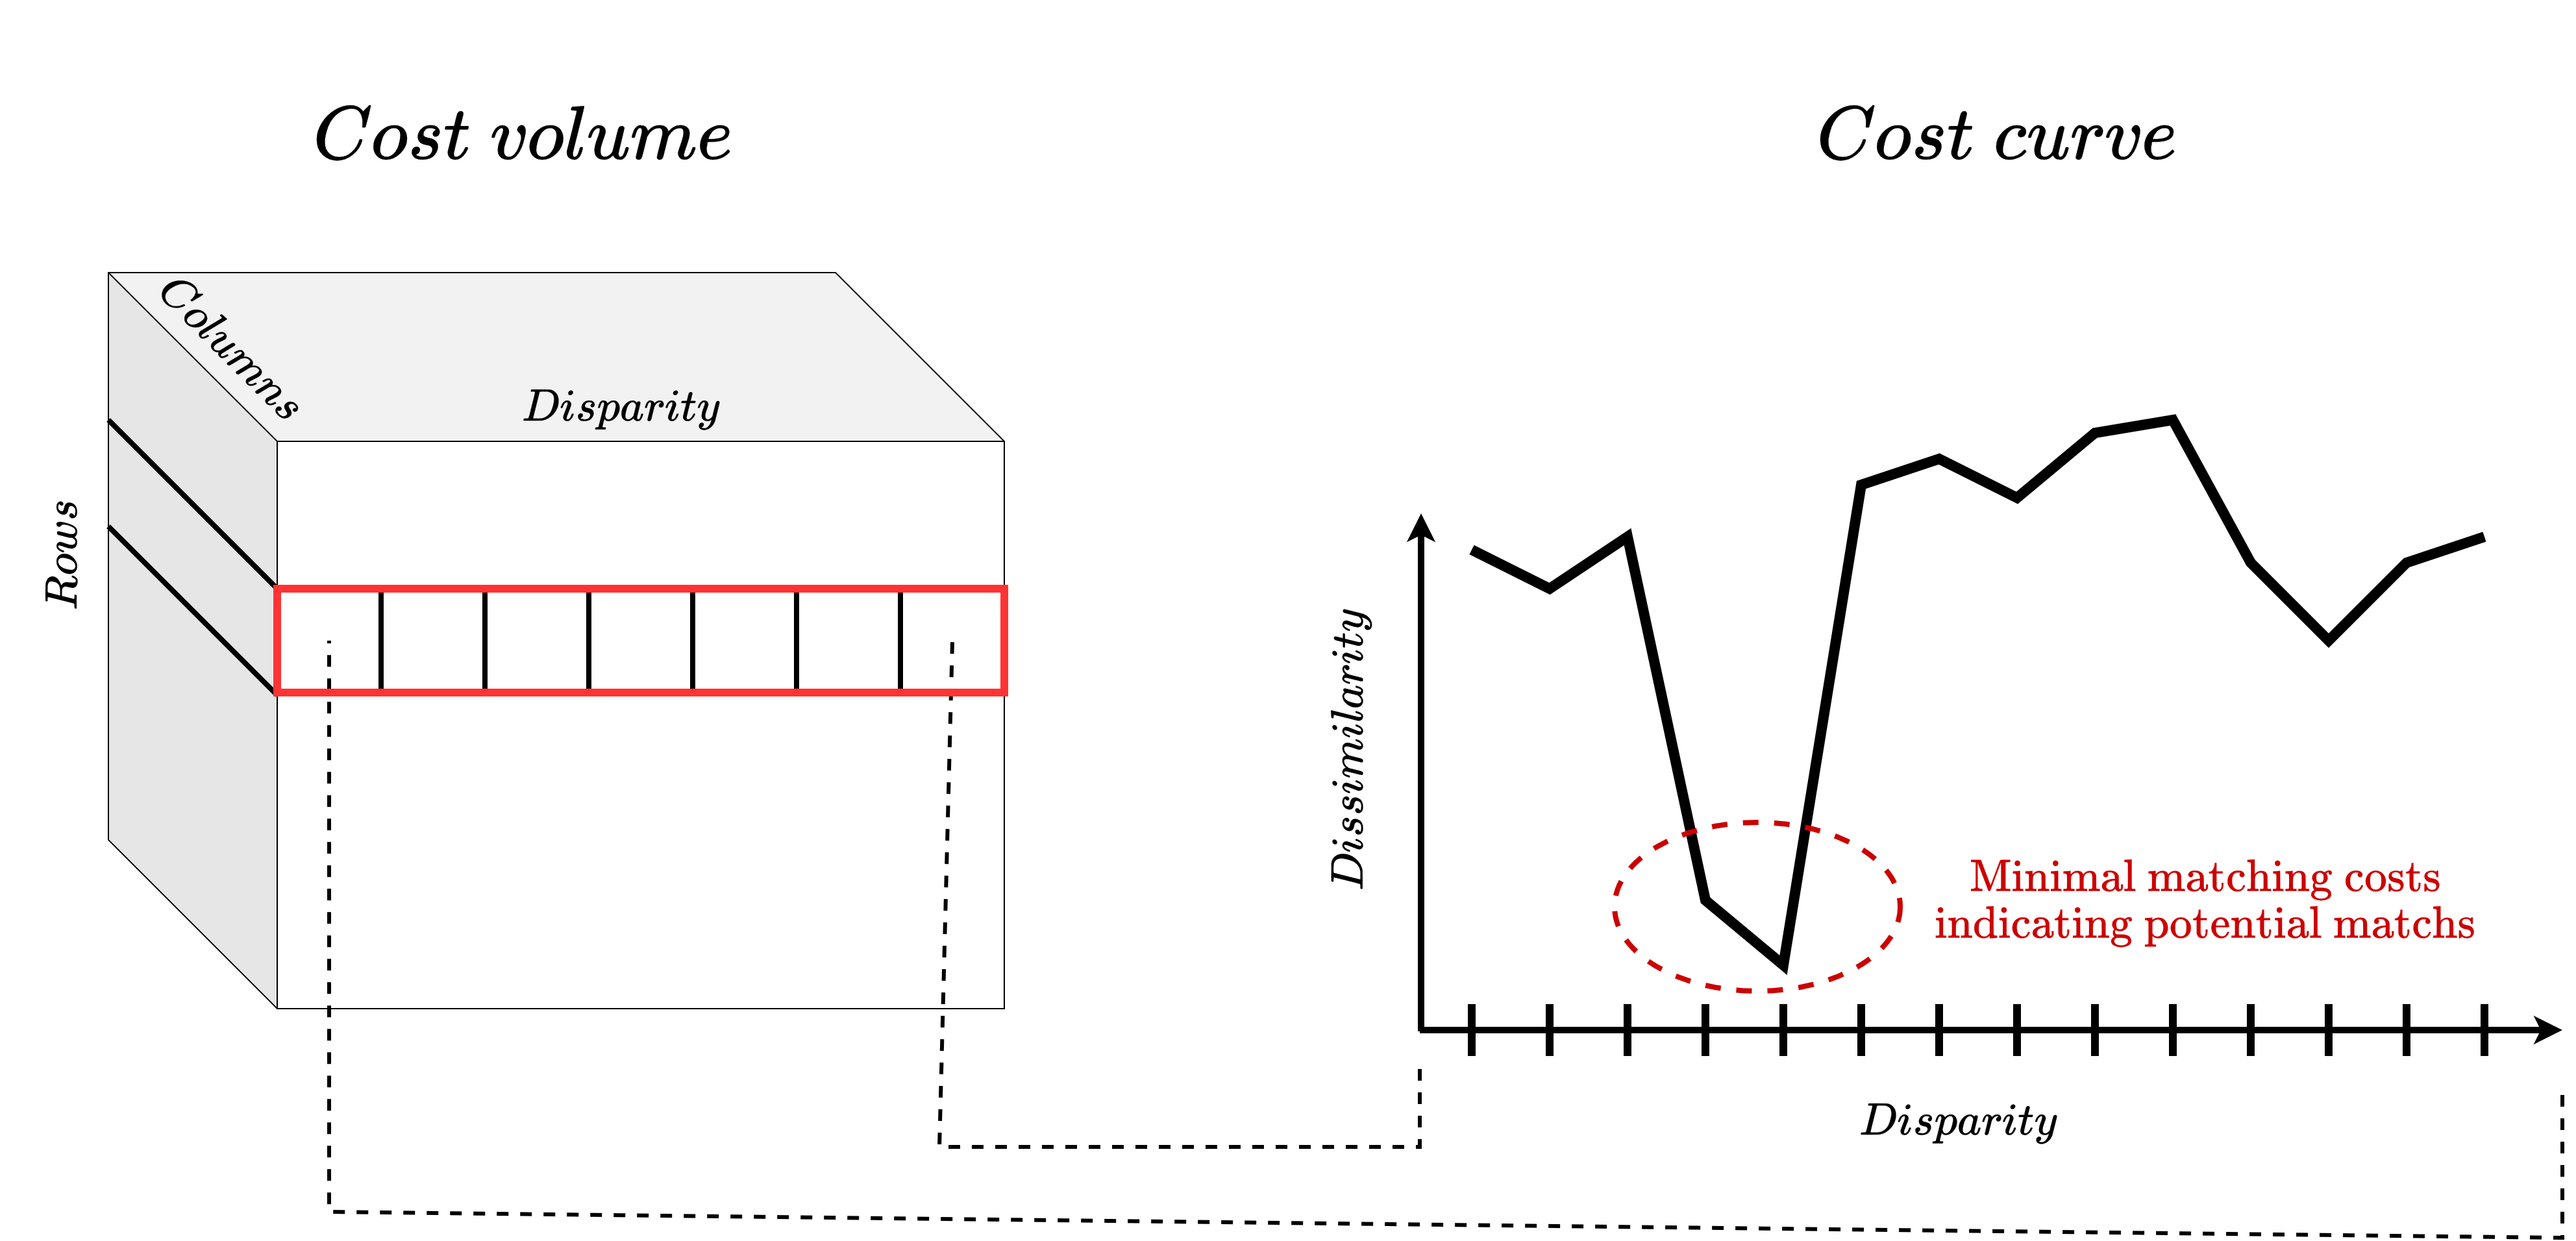 Cost volume
Cost curve
Columns
Disparity
Rows
Dissimilarity
Minimal matching costs
indicating potential matchs
Disparity